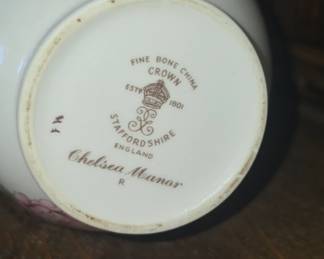 FINE BONE CHINA
CROWN
ESTD 1801
STAFFORDSHIRE
ENGLAND
Chelsea Manor
R